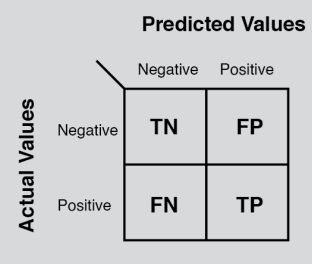 Predicted Values
Negative Positive
Actual Values
Negative TN FP
Positive FN TP